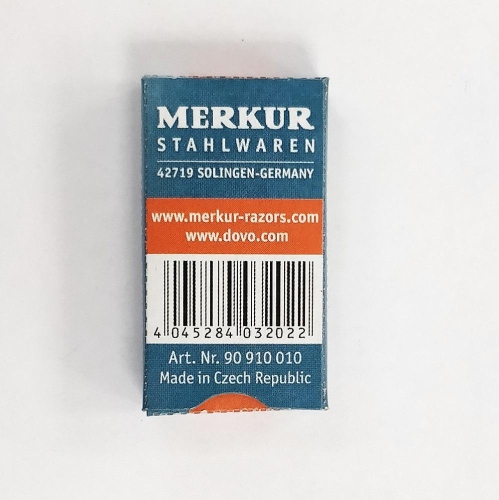 MERKUR
STAHLWAREN
42719 SOLINGEN-GERMANY
www.merkur-razors.com
www.dovo.com
4 045284 032022
Art. Nr. 90 910 010
Made in Czech Republic